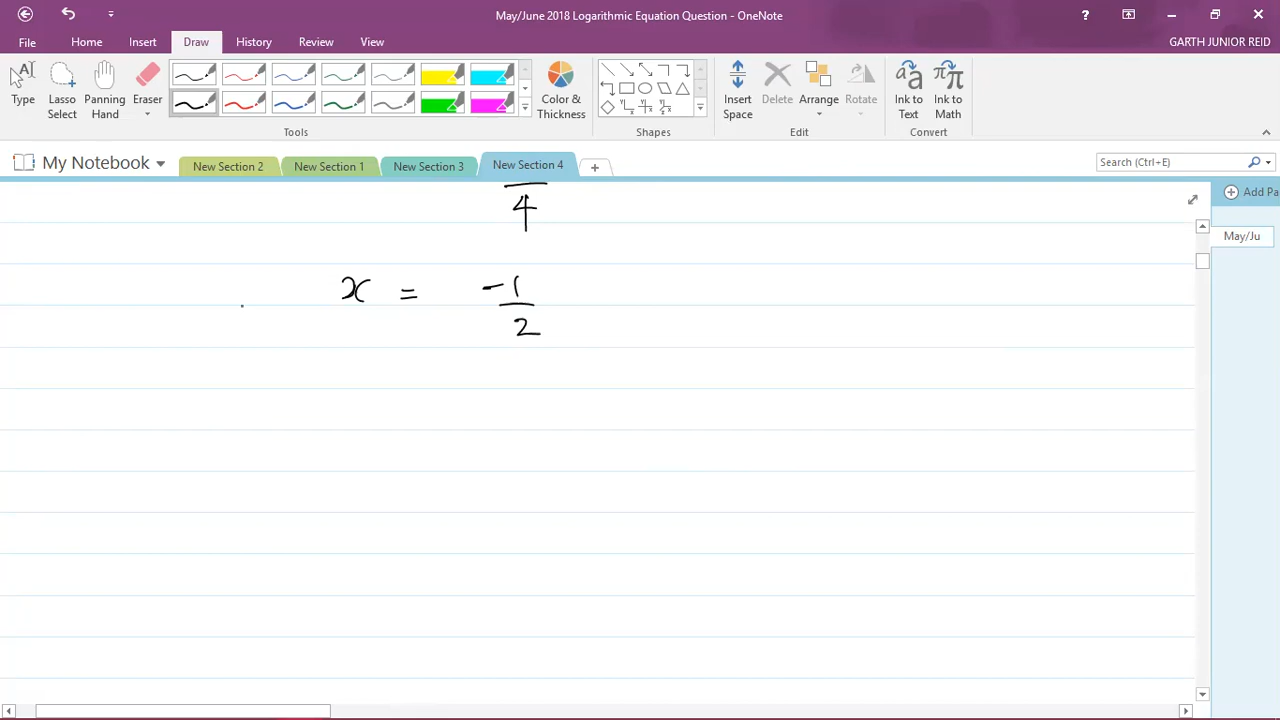 May/June 2018 Logarithmic Equation Question - OneNote
?
File Home Insert Draw History Review View
GARTH JUNIOR REID
Type
Lasso Select
Panning Hand
Eraser
Color & Thickness
Insert Space
Delete
Arrange
Rotate
Ink to Text
Ink to Math
Tools
Shapes
Edit
Convert
My Notebook
New Section 2
New Section 1
New Section 3
New Section 4
Search (Ctrl+E)
Add Pa
May/Ju
4
x = -1
2